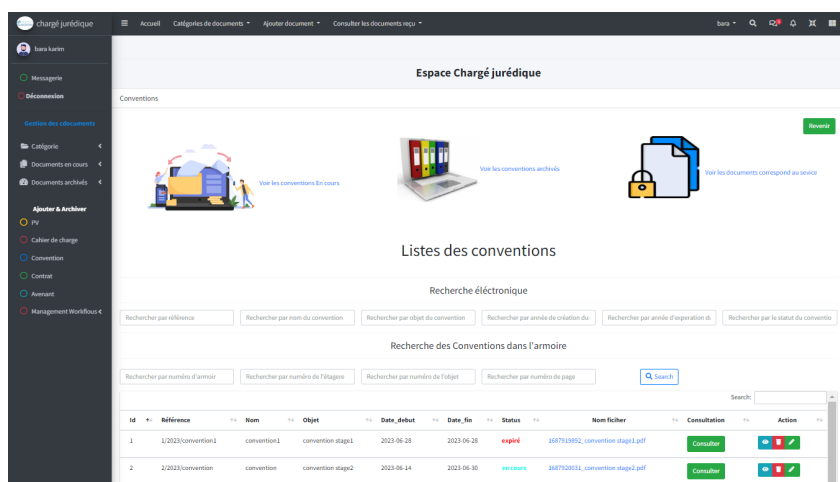 chargé jurédique
Accueil Catégories de documents Ajouter document Consulter les documents reçu bara
bara karim
Espace Chargé jurédique
Messagerie
Déconnexion
Conventions
Gestion des cdocuments
Revenir
Catégorie
Documents en cours
Documents archivés
Voir les conventions En cours
Voir les conventions archivés
Voir les documents correspond au sevice
Ajouter & Archiver
PV
Cahier de charge
Convention
Contrat
Avenant
Management Workflous
Listes des conventions
Recherche éléctronique
Rechercher par référence Rechercher par nom du convention Rechercher par objet du convention Rechercher par année de création du Rechercher par année d'experation du Rechercher par le statut du conventio
Recherche des Conventions dans l'armoire
Rechercher par numéro d'armoir Rechercher par numéro de l'étagere Rechercher par numéro de l'objet Rechercher par numéro de page Search
Search:
Id Référence Nom Objet Date_debut Date_fin Status Nom ficiher Consultation Action
1 1/2023/convention1 convention1 convention stage1 2023-06-28 2023-06-28 expiré 1687919892_convention stage1.pdf Consulter
2 2/2023/convention convention convention stage2 2023-06-14 2023-06-30 en cours 1687920031_convention stage2.pdf Consulter